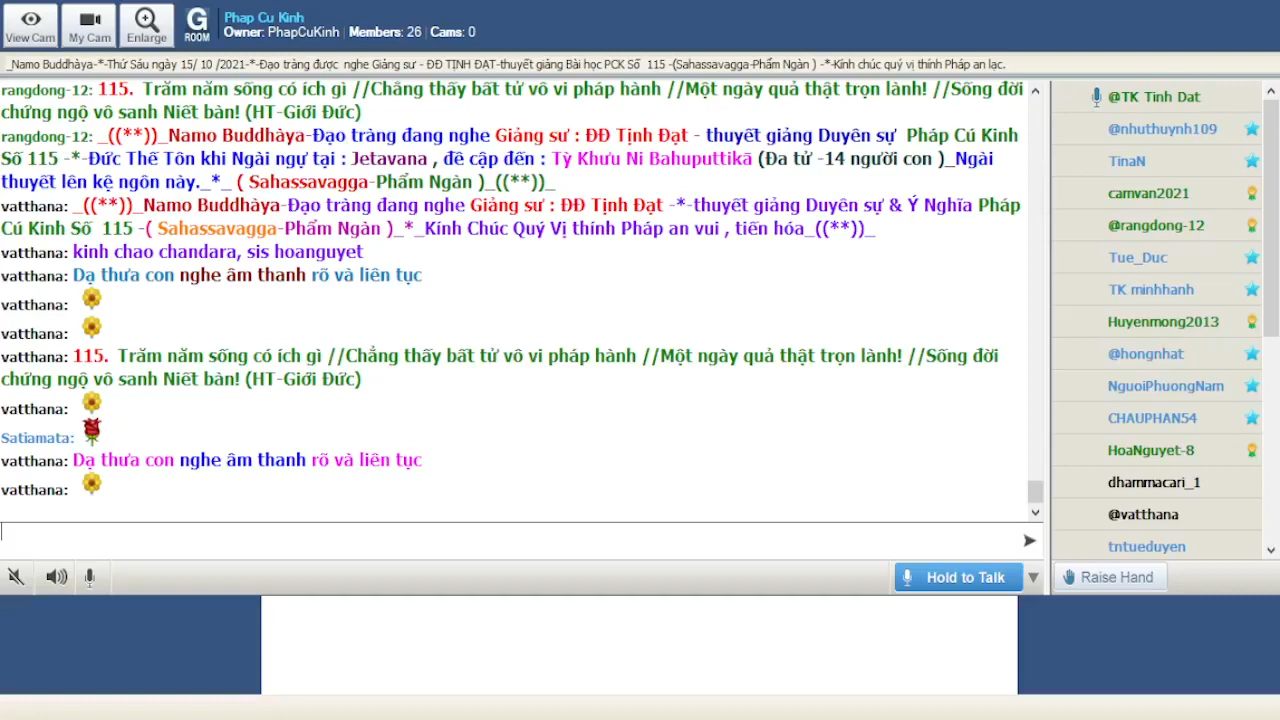 View Cam
My Cam
Enlarge
G ROOM
Phap Cu Kinh
Owner: PhapCuKinh | Members: 26 | Cams: 0
_Namo Buddhàya-*-Thứ Sáu ngày 15/ 10 /2021-*-Đạo tràng được nghe Giảng sư - ĐĐ TỊNH ĐẠT-thuyết giảng Bài học PCK Số 115 -(Sahassavagga-Phẩm Ngàn ) -*-Kính chúc quý vị thính Pháp an lạc.
rangdong-12: 115. Trăm năm sống có ích gì //Chẳng thấy bất tử vô vi pháp hành //Một ngày quả thật trọn lành! //Sống đời
chứng ngộ vô sanh Niết bàn! (HT-Giới Đức)
rangdong-12: _((**))_Namo Buddhàya-Đạo tràng đang nghe Giảng sư : ĐĐ Tịnh Đạt - thuyết giảng Duyên sự Pháp Cú Kinh
Số 115 -*-Đức Thế Tôn khi Ngài ngự tại : Jetavana , đề cập đến : Tỳ Khưu Ni Bahuputtikā (Đa tử -14 người con )_Ngài
thuyết lên kệ ngôn này._*_ ( Sahassavagga-Phẩm Ngàn )_((**))_
vatthana: _((**))_Namo Buddhàya-Đạo tràng đang nghe Giảng sư : ĐĐ Tịnh Đạt -*-thuyết giảng Duyên sự & Ý Nghĩa Pháp
Cú Kinh Số 115 -( Sahassavagga-Phẩm Ngàn )_*_Kính Chúc Quý Vị thính Pháp an vui , tiến hóa_((**))_
vatthana: kinh chao chandara, sis hoanguyet
vatthana: Dạ thưa con nghe âm thanh rõ và liên tục
vatthana:
vatthana:
vatthana: 115. Trăm năm sống có ích gì //Chẳng thấy bất tử vô vi pháp hành //Một ngày quả thật trọn lành! //Sống đời
chứng ngộ vô sanh Niết bàn! (HT-Giới Đức)
vatthana:
Satiamata:
vatthana: Dạ thưa con nghe âm thanh rõ và liên tục
vatthana:
Hold to Talk
@TK Tinh Dat
@nhuthuynh109
TinaN
camvan2021
@rangdong-12
Tue_Duc
TK minhhanh
Huyenmong2013
@hongnhat
NguoiPhuongNam
CHAUPHAN54
HoaNguyet-8
dhammacari_1
@vatthana
tntueduyen
Raise Hand